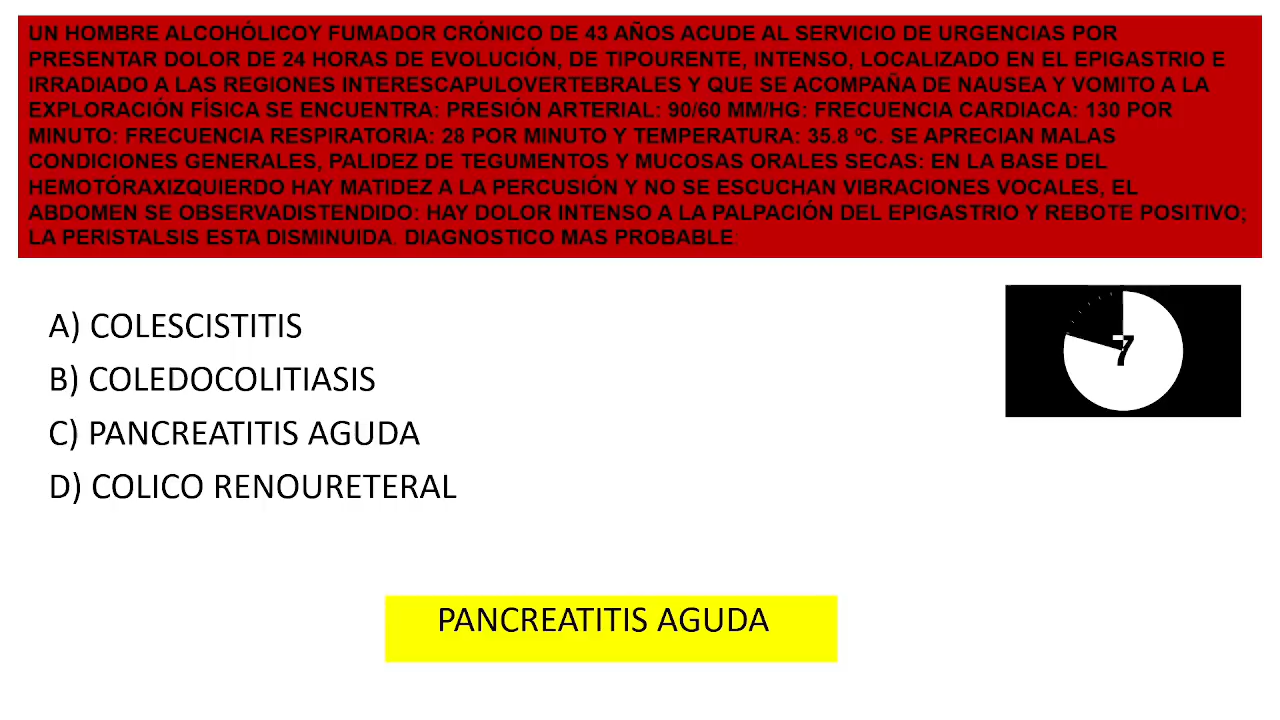 UN HOMBRE ALCOHÓLICOY FUMADOR CRÓNICO DE 43 AÑOS ACUDE AL SERVICIO DE URGENCIAS POR
PRESENTAR DOLOR DE 24 HORAS DE EVOLUCIÓN, DE TIPOURENTE, INTENSO, LOCALIZADO EN EL EPIGASTRIO E
IRRADIADO A LAS REGIONES INTERESCAPULOVERTEBRALES Y QUE SE ACOMPAÑA DE NAUSEA Y VOMITO A LA
EXPLORACIÓN FÍSICA SE ENCUENTRA: PRESIÓN ARTERIAL: 90/60 MM/HG: FRECUENCIA CARDIACA: 130 POR
MINUTO: FRECUENCIA RESPIRATORIA: 28 POR MINUTO Y TEMPERATURA: 35.8 ºC. SE APRECIAN MALAS
CONDICIONES GENERALES, PALIDEZ DE TEGUMENTOS Y MUCOSAS ORALES SECAS: EN LA BASE DEL
HEMOTÓRAXIZQUIERDO HAY MATIDEZ A LA PERCUSIÓN Y NO SE ESCUCHAN VIBRACIONES VOCALES, EL
ABDOMEN SE OBSERVADISTENDIDO: HAY DOLOR INTENSO A LA PALPACIÓN DEL EPIGASTRIO Y REBOTE POSITIVO;
LA PERISTALSIS ESTA DISMINUIDA. DIAGNOSTICO MAS PROBABLE:
A) COLESCISTITIS
B) COLEDOCOLITIASIS
C) PANCREATITIS AGUDA
D) COLICO RENOURETERAL
7
PANCREATITIS AGUDA